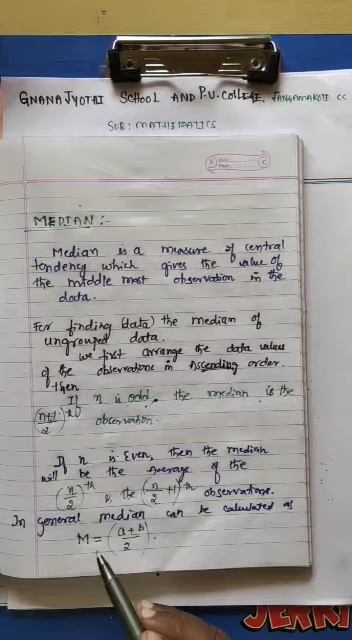 GNANAJYOTHI SCHOOL AND P.U. COLLEGE, JANGAMAKOTE CC
SUB: MATHEMATICS
MEDIAN:-
Median is a measure of central
tendency which gives the value of
the middle most observation in the
data.
For finding (data) the median of
ungrouped data.
we first arrange the data values
of the observations in Ascending order.
then
If n is odd, the median is the
(n+1/2)th observation.
If n is Even, then the median
will be the Average of the
(n/2)th & the (n/2 + 1)th observations.
In general median can be calculated as
M = (a+b/2).
JERRI